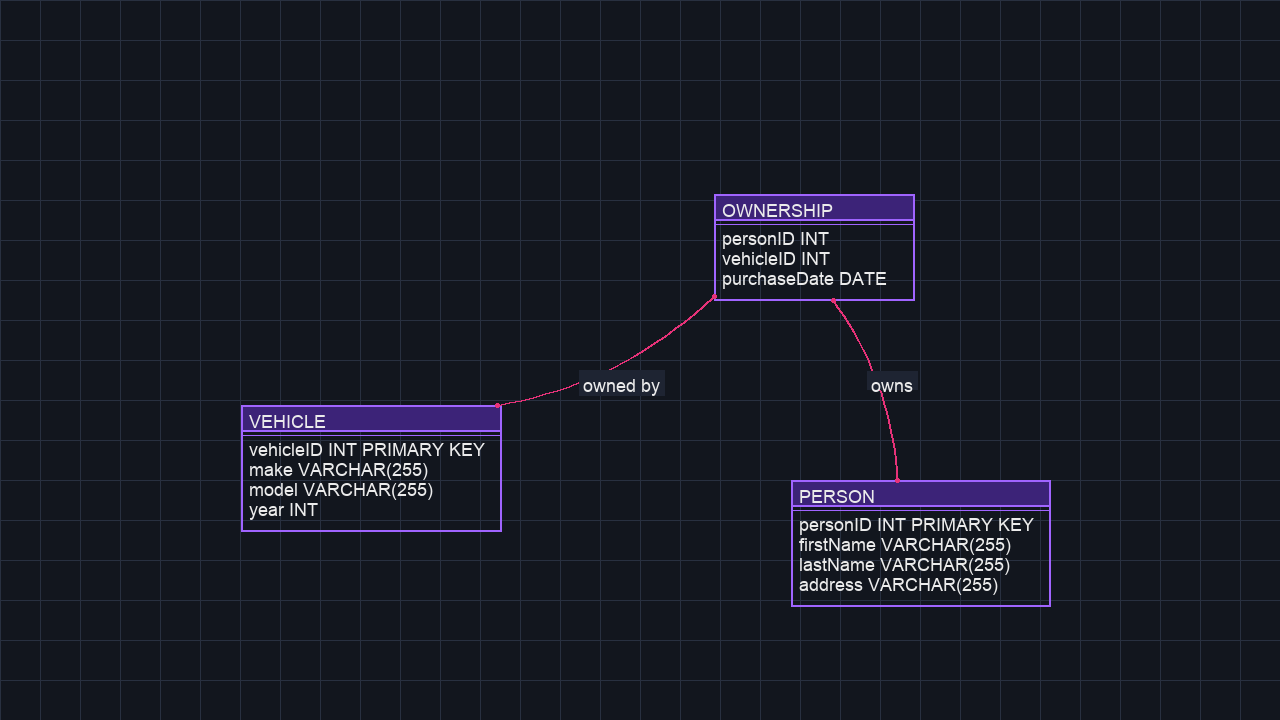 OWNERSHIP
personID INT
vehicleID INT
purchaseDate DATE
owned by
owns
VEHICLE
vehicleID INT PRIMARY KEY
make VARCHAR(255)
model VARCHAR(255)
year INT
PERSON
personID INT PRIMARY KEY
firstName VARCHAR(255)
lastName VARCHAR(255)
address VARCHAR(255)